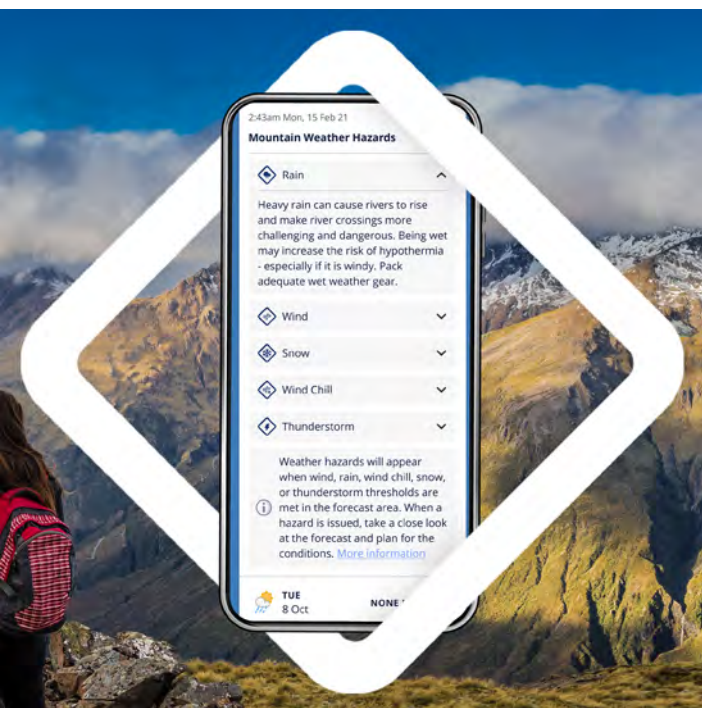 2:43am Mon, 15 Feb 21
Mountain Weather Hazards
Rain
Heavy rain can cause rivers to rise
and make river crossings more
challenging and dangerous. Being wet
may increase the risk of hypothermia
- especially if it is windy. Pack
adequate wet weather gear.
Wind
Snow
Wind Chill
Thunderstorm
Weather hazards will appear
when wind, rain, wind chill, snow,
or thunderstorm thresholds are
met in the forecast area. When a
hazard is issued, take a close look
at the forecast and plan for the
conditions. More information
TUE
8 Oct
NONE